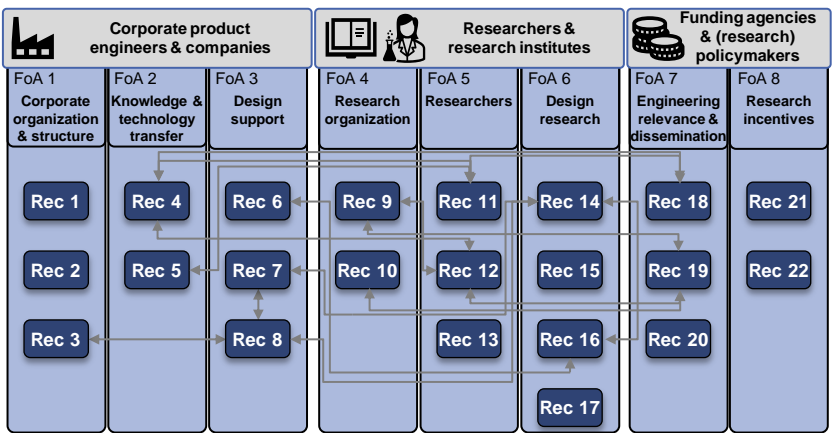 Corporate product
engineers & companies
Researchers &
research institutes
Funding agencies
& (research)
policymakers
FoA 1
Corporate
organization
& structure
FoA 2
Knowledge &
technology
transfer
FoA 3
Design
support
FoA 4
Research
organization
FoA 5
Researchers
FoA 6
Design
research
FoA 7
Engineering
relevance &
dissemination
FoA 8
Research
incentives
Rec 1
Rec 4
Rec 6
Rec 9
Rec 11
Rec 14
Rec 18
Rec 21
Rec 2
Rec 5
Rec 7
Rec 10
Rec 12
Rec 15
Rec 19
Rec 22
Rec 3
Rec 8
Rec 13
Rec 16
Rec 20
Rec 17